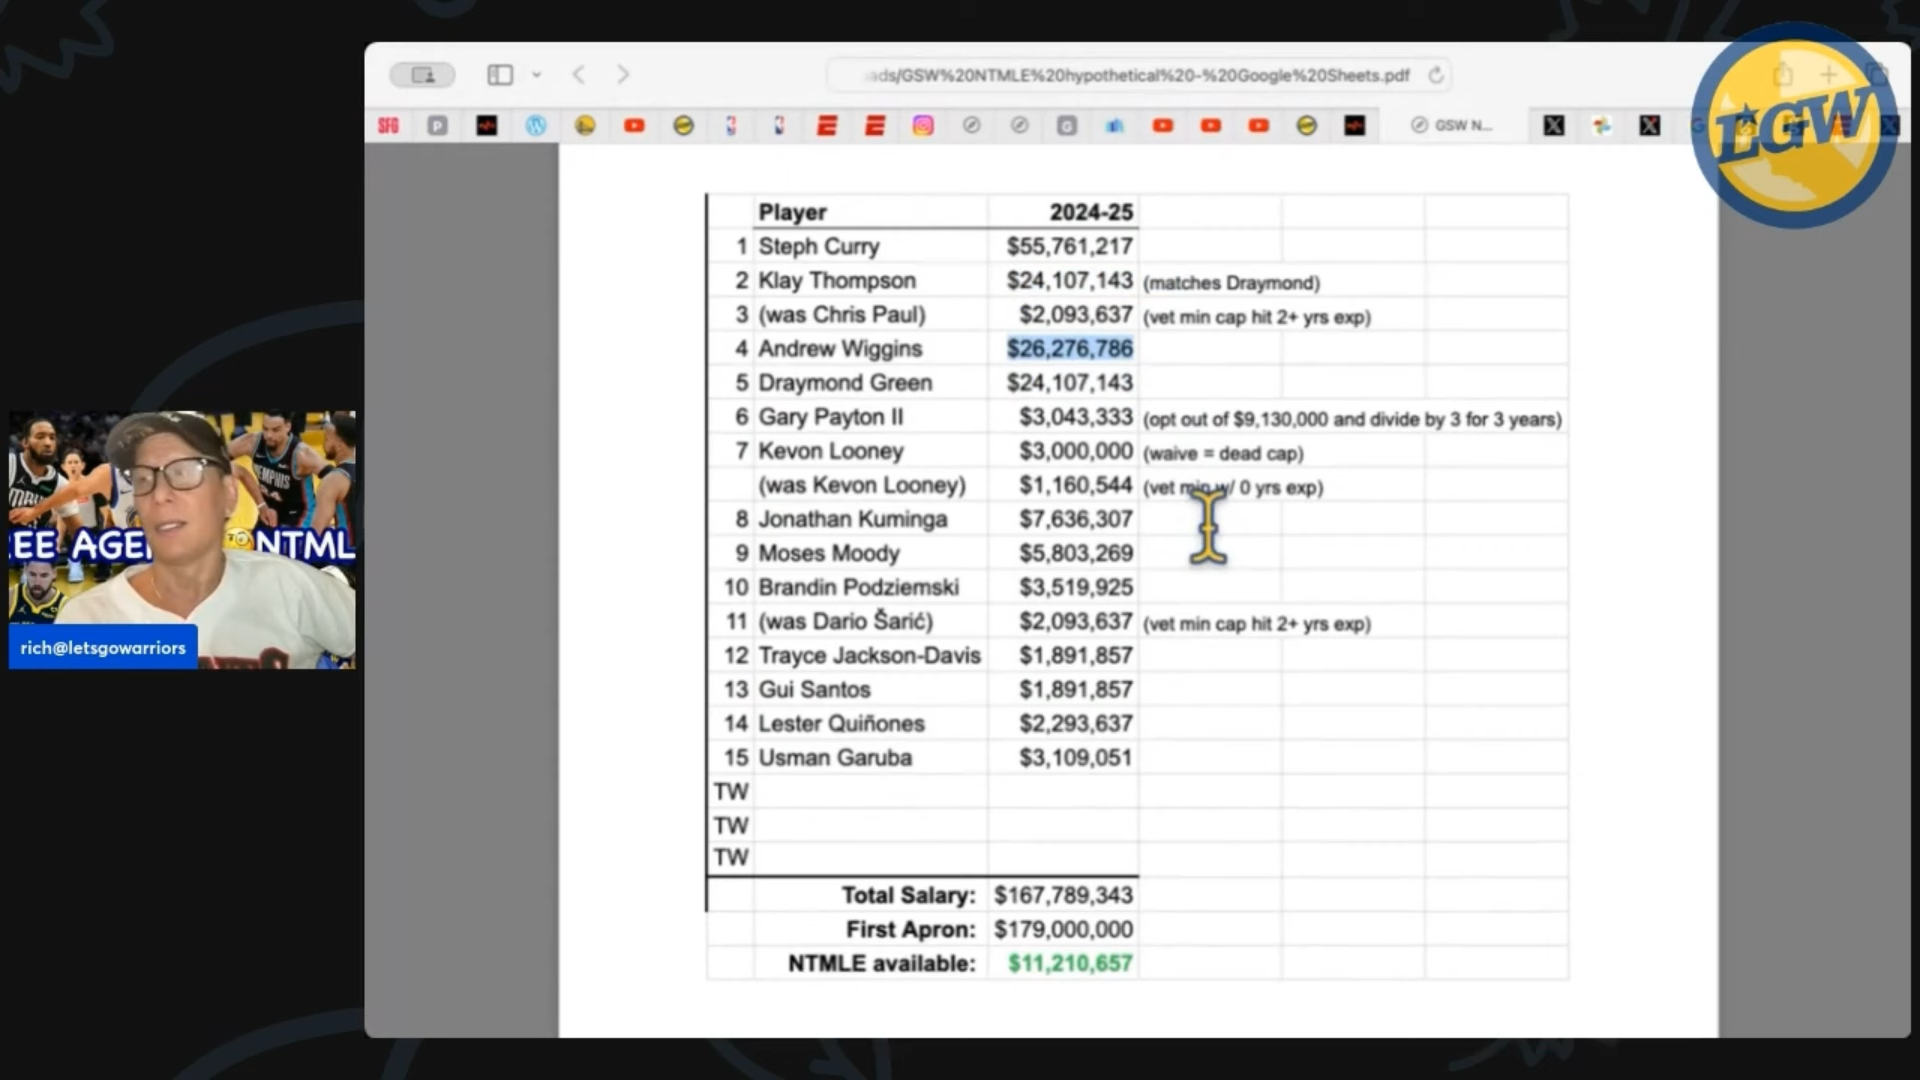 ads/GSW%20NTMLE%20hypothetical%20-%20Google%20Sheets.pdf
SFG
GSW N...
LGW
Player 2024-25
1 Steph Curry $55,761,217
2 Klay Thompson $24,107,143 (matches Draymond)
3 (was Chris Paul) $2,093,637 (vet min cap hit 2+ yrs exp)
4 Andrew Wiggins $26,276,786
5 Draymond Green $24,107,143
6 Gary Payton II $3,043,333 (opt out of $9,130,000 and divide by 3 for 3 years)
7 Kevon Looney $3,000,000 (waive = dead cap)
(was Kevon Looney) $1,160,544 (vet min w/ 0 yrs exp)
8 Jonathan Kuminga $7,636,307
9 Moses Moody $5,803,269
10 Brandin Podziemski $3,519,925
11 (was Dario Šarić) $2,093,637 (vet min cap hit 2+ yrs exp)
12 Trayce Jackson-Davis $1,891,857
13 Gui Santos $1,891,857
14 Lester Quiñones $2,293,637
15 Usman Garuba $3,109,051
TW
TW
TW
Total Salary: $167,789,343
First Apron: $179,000,000
NTMLE available: $11,210,657
MEMPHIS
EE AGE NTML
rich@letsgowarriors